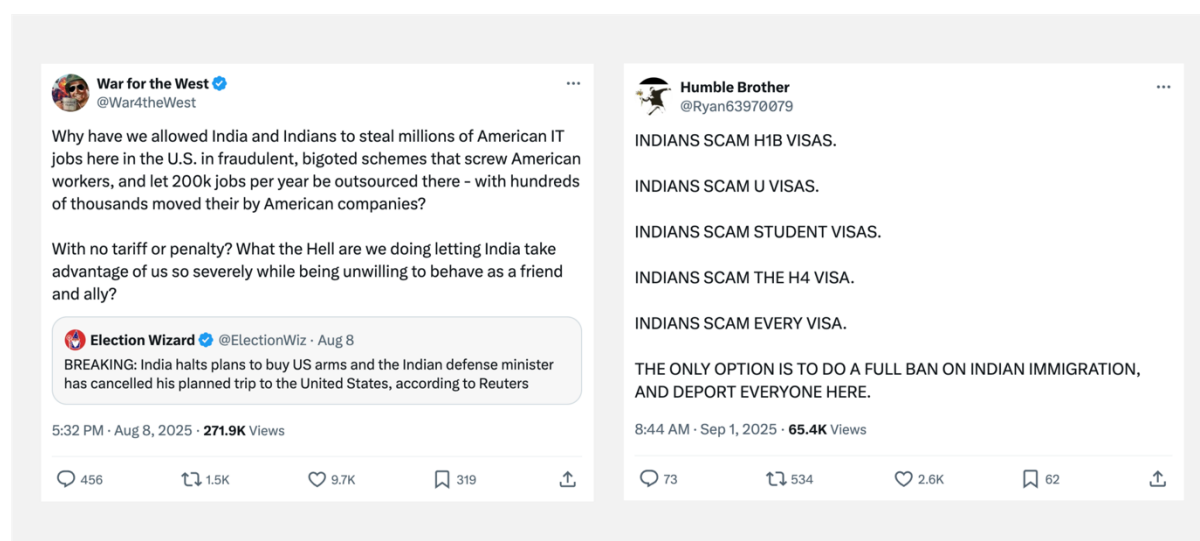 War for the West
@War4theWest
Why have we allowed India and Indians to steal millions of American IT
jobs here in the U.S. in fraudulent, bigoted schemes that screw American
workers, and let 200k jobs per year be outsourced there - with hundreds
of thousands moved their by American companies?
With no tariff or penalty? What the Hell are we doing letting India take
advantage of us so severely while being unwilling to behave as a friend
and ally?
Election Wizard @ElectionWiz · Aug 8
BREAKING: India halts plans to buy US arms and the Indian defense minister
has cancelled his planned trip to the United States, according to Reuters
5:32 PM · Aug 8, 2025 · 271.9K Views
456 1.5K 9.7K 319
Humble Brother
@Ryan63970079
INDIANS SCAM H1B VISAS.
INDIANS SCAM U VISAS.
INDIANS SCAM STUDENT VISAS.
INDIANS SCAM THE H4 VISA.
INDIANS SCAM EVERY VISA.
THE ONLY OPTION IS TO DO A FULL BAN ON INDIAN IMMIGRATION,
AND DEPORT EVERYONE HERE.
8:44 AM · Sep 1, 2025 · 65.4K Views
73 534 2.6K 62